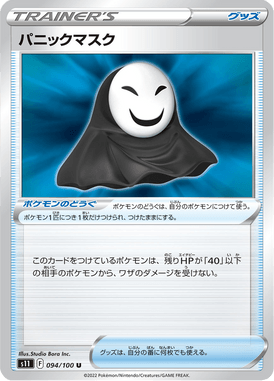 TRAINER'S グッズ
パニックマスク
ポケモンのどうぐ
ポケモンのどうぐは、自分のポケモンにつけて使う。
ポケモン1匹につき1枚だけつけられ、つけたままにする。
このカードをつけているポケモンは、残りHPが「40」以下
の相手のポケモンから、ワザのダメージを受けない。
Illus. Studio Bora Inc.
s11 F 094/100 U
©2022 Pokémon/Nintendo/Creatures/GAME FREAK.
グッズは、自分の番に何枚でも使える。